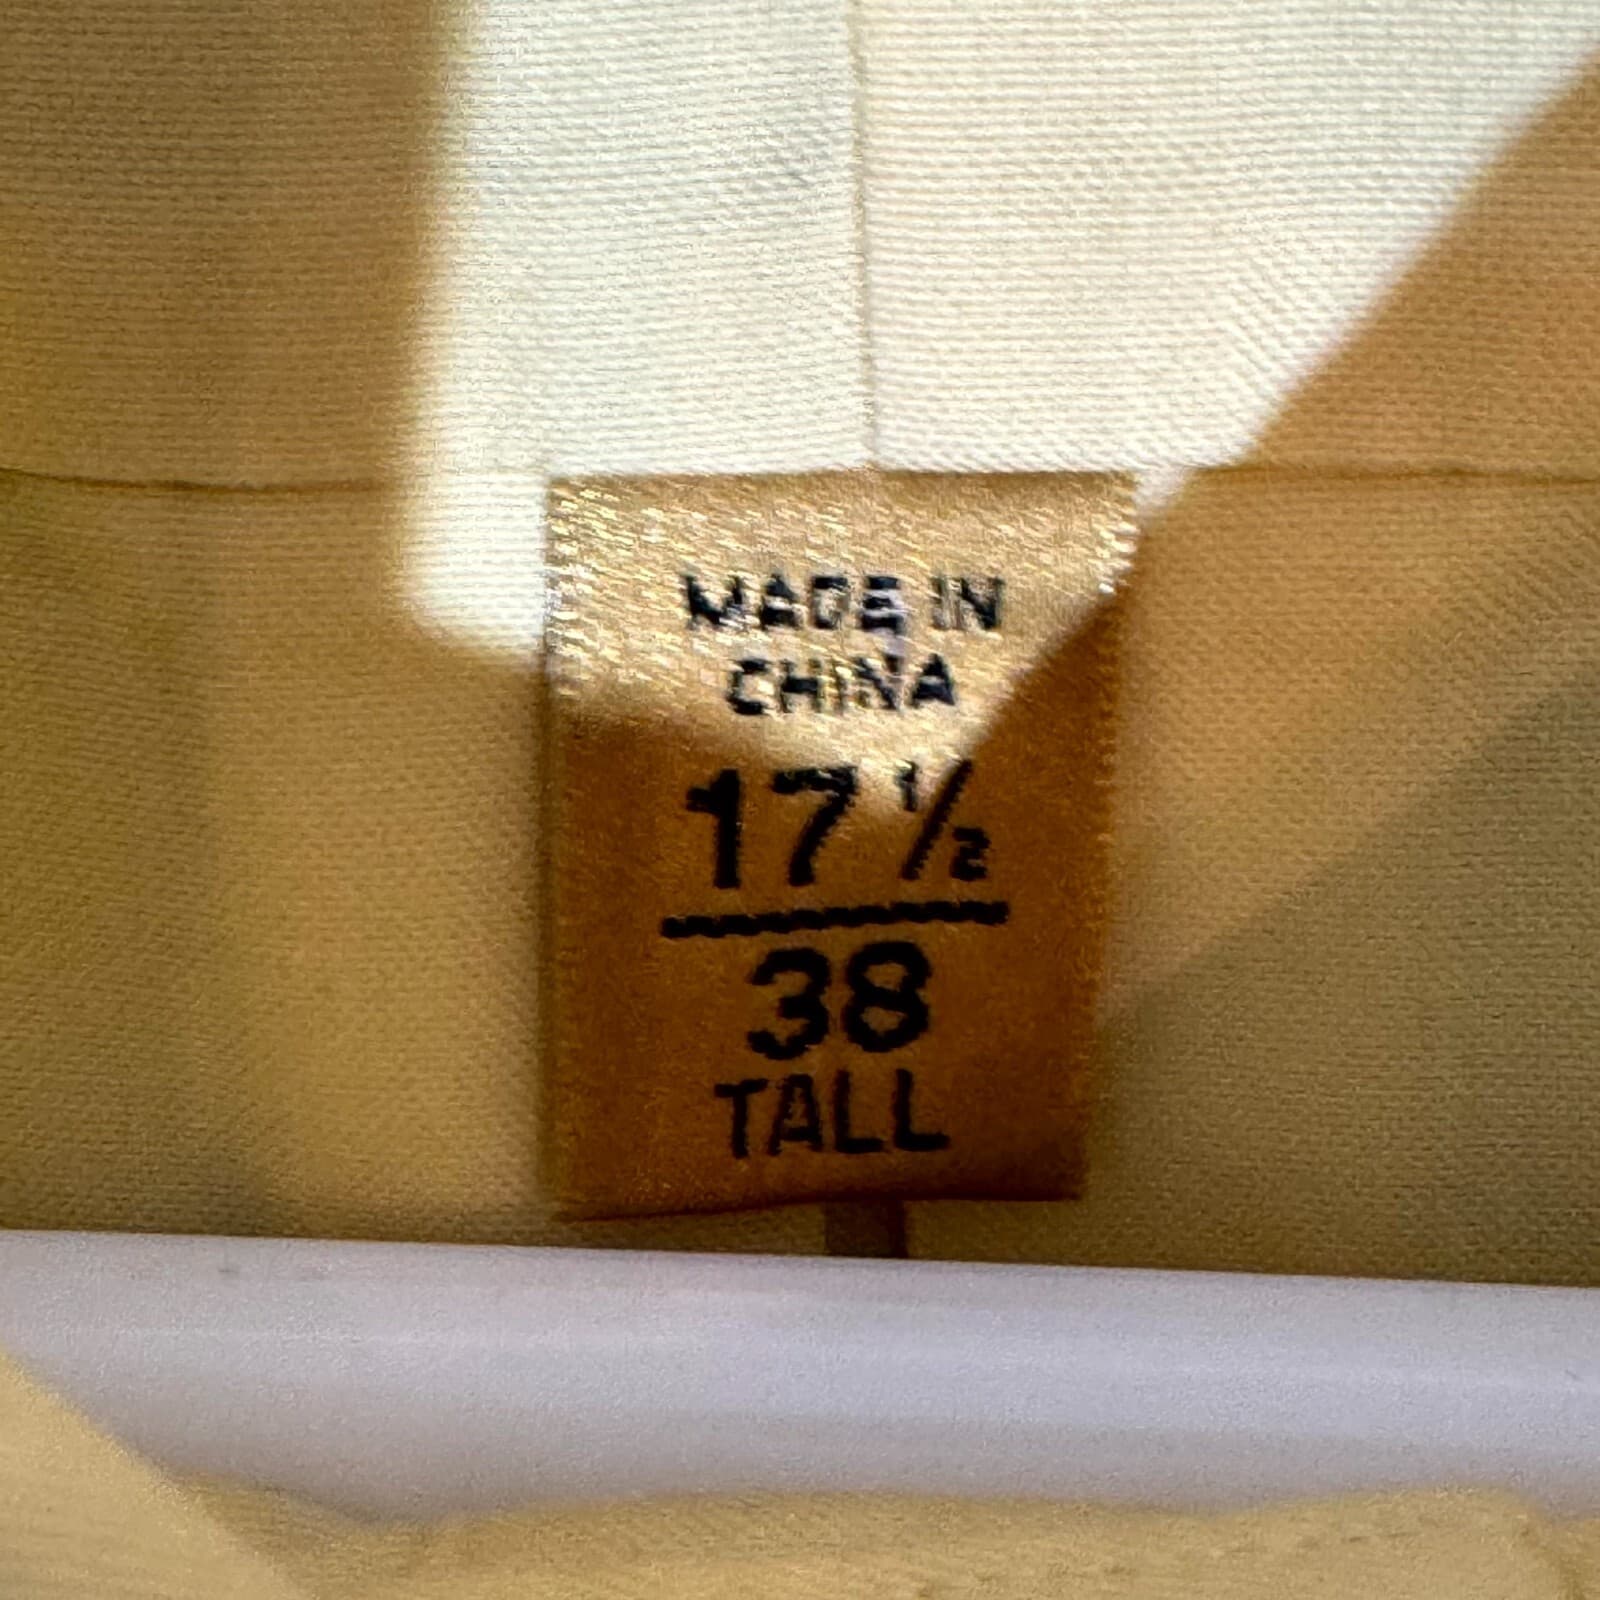 MADE IN
CHINA
17 1/2
38
TALL